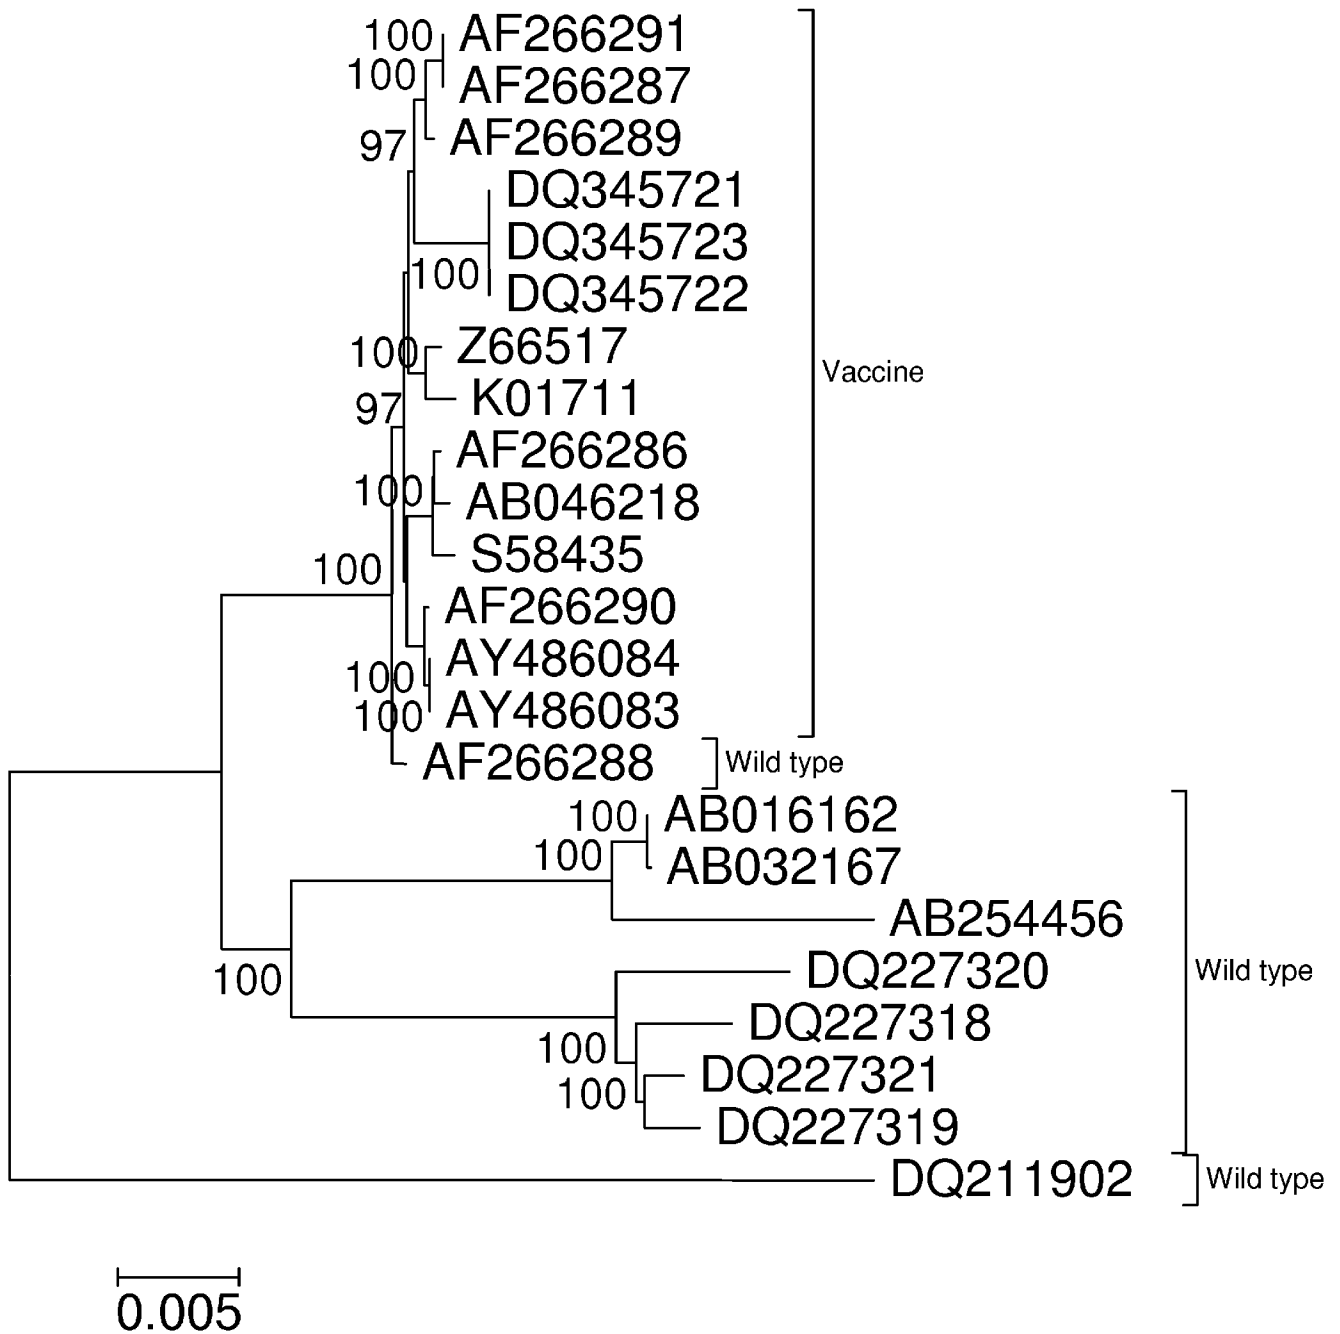 100 AF266291
100 AF266287
97 AF266289
DQ345721
DQ345723
100 DQ345722
100 Z66517
Vaccine
97 K01711
AF266286
100 AB046218
100 S58435
AF266290
100 AY486084
100 AY486083
AF266288 Wild type
100 AB016162
100 AB032167
AB254456
100 DQ227320 Wild type
DQ227318
100 DQ227321
100 DQ227319
DQ211902 Wild type
0.005